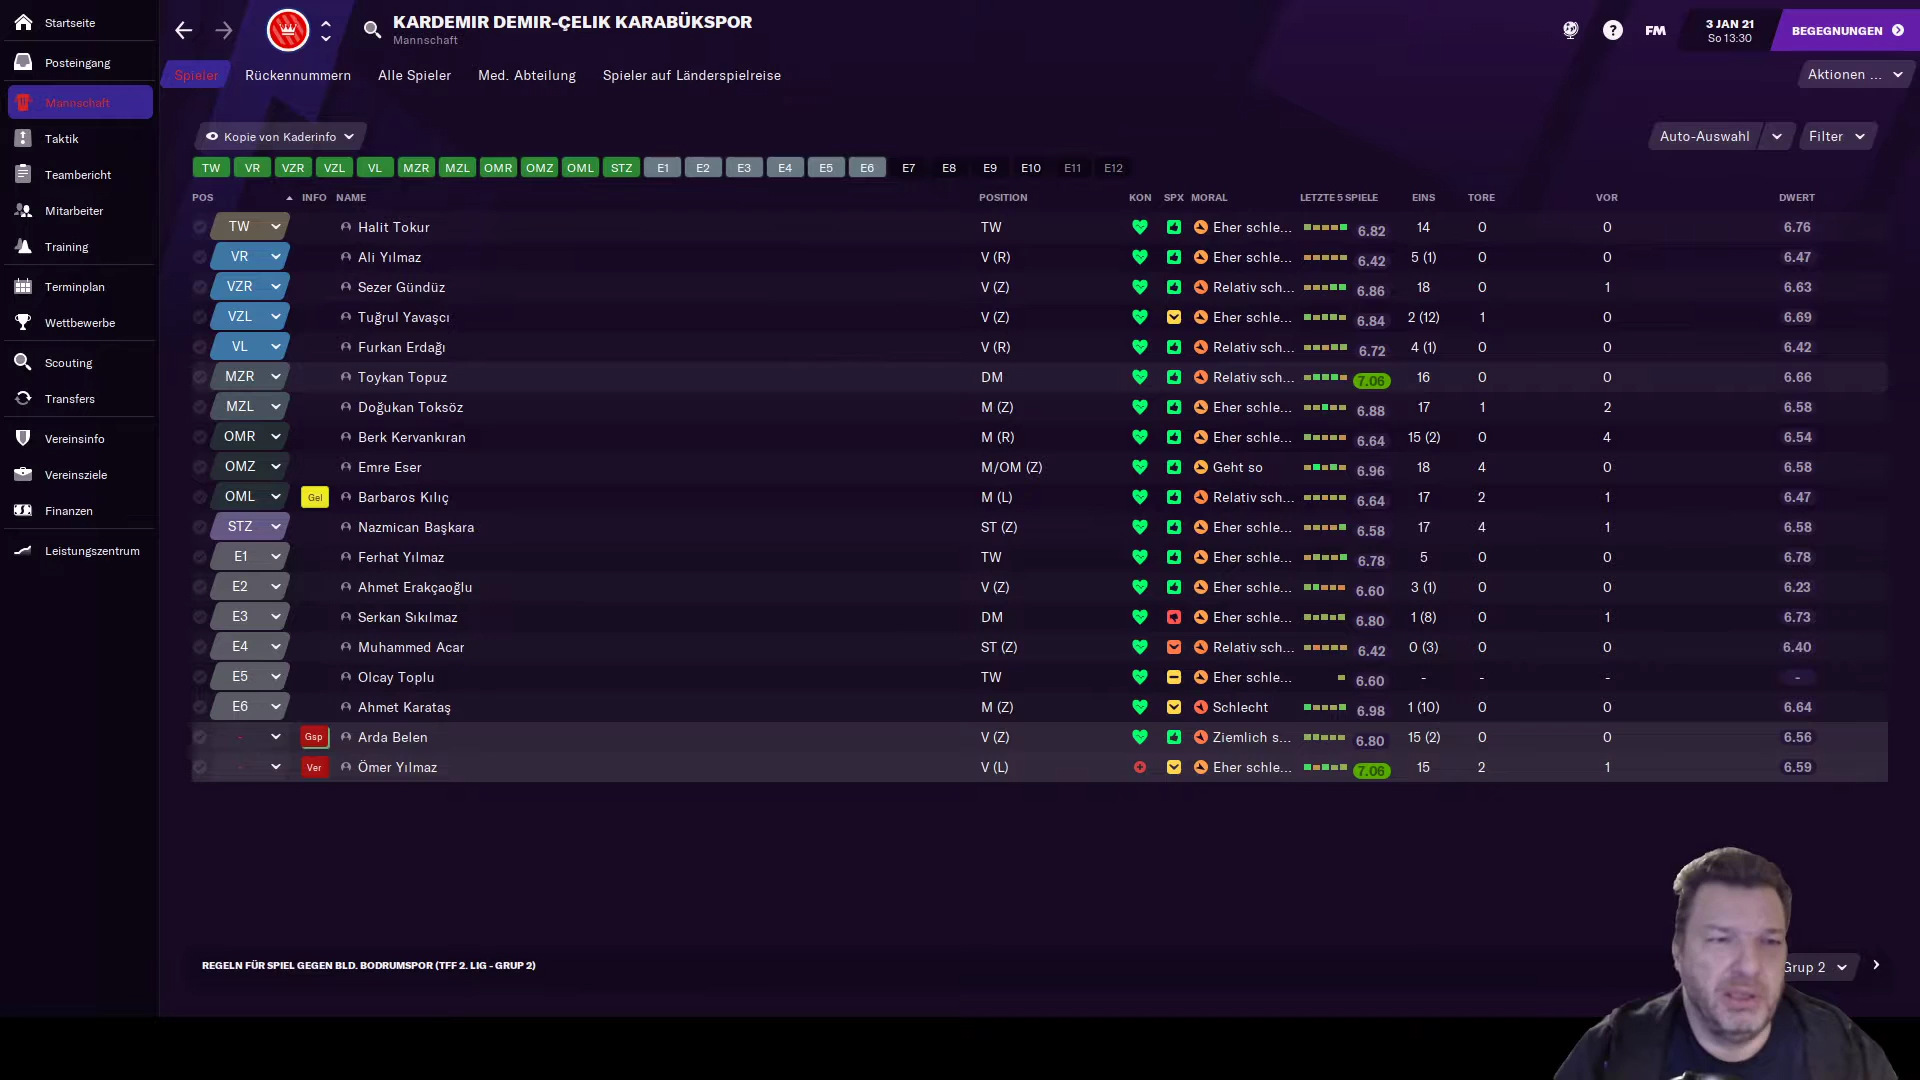 KARDEMIR DEMIR-ÇELIK KARABÜKSPOR
Mannschaft
FM
3 JAN 21
So 13:30
BEGEGNUNGEN
Startseite
Posteingang
Mannschaft
Taktik
Teambericht
Mitarbeiter
Training
Terminplan
Wettbewerbe
Scouting
Transfers
Vereinsinfo
Vereinsziele
Finanzen
Leistungszentrum
Spieler Rückennummern Alle Spieler Med. Abteilung Spieler auf Länderspielreise
Aktionen ...
Kopie von Kaderinfo
Auto-Auswahl
Filter
TW VR VZR VZL VL MZR MZL OMR OMZ OML STZ E1 E2 E3 E4 E5 E6 E7 E8 E9 E10 E11 E12
POS INFO NAME POSITION KON SPX MORAL LETZTE 5 SPIELE EINS TORE VOR DWERT
TW Halit Tokur TW Eher schle... 6.82 14 0 0 6.76
VR Ali Yılmaz V (R) Eher schle... 6.42 5 (1) 0 0 6.47
VZR Sezer Gündüz V (Z) Relativ sch... 6.86 18 0 1 6.63
VZL Tuğrul Yavaşcı V (Z) Eher schle... 6.84 2 (12) 1 0 6.69
VL Furkan Erdağı V (R) Relativ sch... 6.72 4 (1) 0 0 6.42
MZR Toykan Topuz DM Relativ sch... 7.06 16 0 0 6.66
MZL Doğukan Toksöz M (Z) Eher schle... 6.88 17 1 2 6.58
OMR Berk Kervankıran M (R) Eher schle... 6.64 15 (2) 0 4 6.54
OMZ Emre Eser M/OM (Z) Geht so 6.96 18 4 0 6.58
OML Gel Barbaros Kılıç M (L) Relativ sch... 6.64 17 2 1 6.47
STZ Nazmican Başkara ST (Z) Eher schle... 6.58 17 4 1 6.58
E1 Ferhat Yılmaz TW Eher schle... 6.78 5 0 0 6.78
E2 Ahmet Erakçaoğlu V (Z) Eher schle... 6.60 3 (1) 0 0 6.23
E3 Serkan Sıkılmaz DM Eher schle... 6.80 1 (8) 0 1 6.73
E4 Muhammed Acar ST (Z) Relativ sch... 6.42 0 (3) 0 0 6.40
E5 Olcay Toplu TW Eher schle... 6.60 - - - -
E6 Ahmet Karataş M (Z) Schlecht 6.98 1 (10) 0 0 6.64
- Gsp Arda Belen V (Z) Ziemlich s... 6.80 15 (2) 0 0 6.56
- Ver Ömer Yılmaz V (L) Eher schle... 7.06 15 2 1 6.59
REGELN FÜR SPIEL GEGEN BLD. BODRUMSPOR (TFF 2. LIG - GRUP 2)
Grup 2